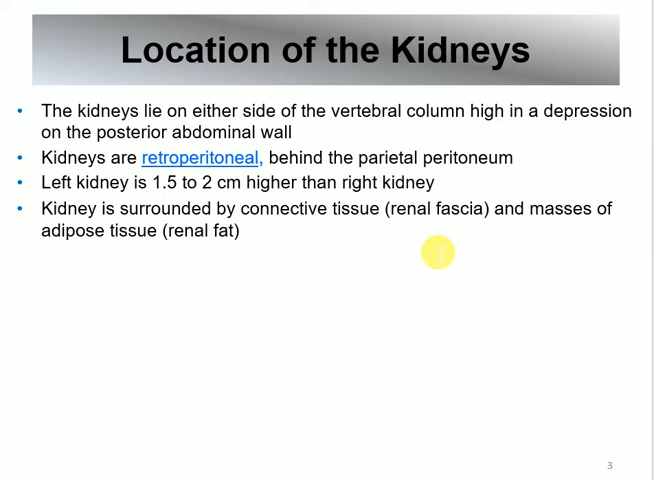 Location of the Kidneys
• The kidneys lie on either side of the vertebral column high in a depression
on the posterior abdominal wall
• Kidneys are retroperitoneal, behind the parietal peritoneum
• Left kidney is 1.5 to 2 cm higher than right kidney
• Kidney is surrounded by connective tissue (renal fascia) and masses of
adipose tissue (renal fat)
3